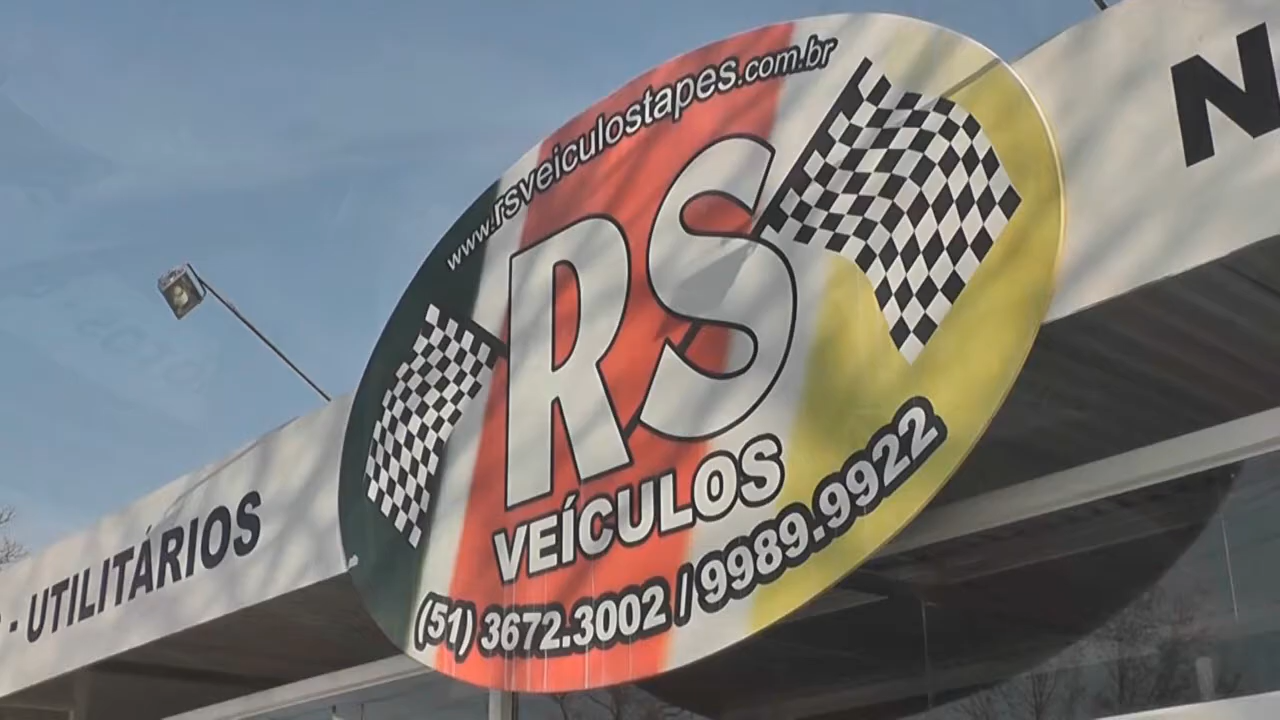 www.rsveiculostapes.com.br
RS
VEÍCULOS
(51) 3672.3002 / 9989.9922
- UTILITÁRIOS